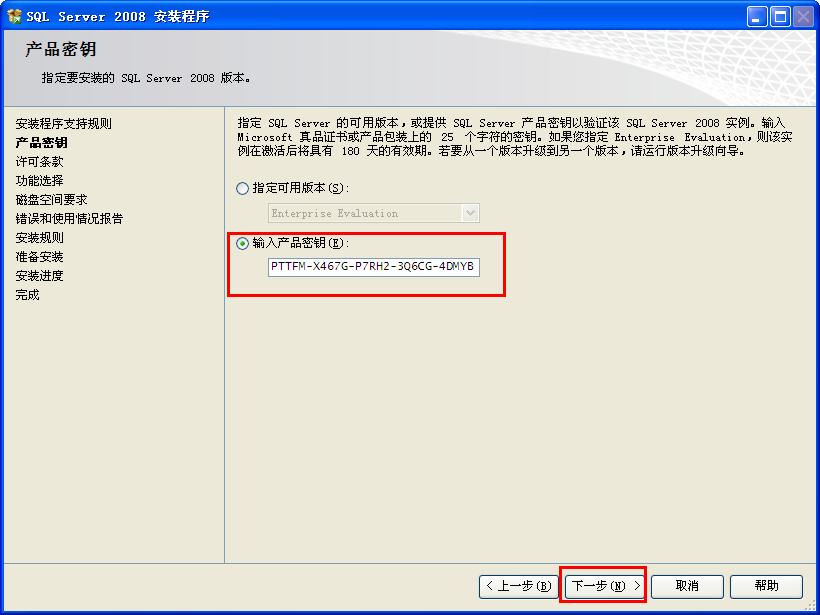 SQL Server 2008 安装程序
产品密钥
指定要安装的 SQL Server 2008 版本。
安装程序支持规则
产品密钥
许可条款
功能选择
磁盘空间要求
错误和使用情况报告
安装规则
准备安装
安装进度
完成
指定 SQL Server 的可用版本,或提供 SQL Server 产品密钥以验证该 SQL Server 2008 实例。输入
Microsoft 真品证书或产品包装上的 25 个字符的密钥。如果您指定 Enterprise Evaluation,则该实
例在激活后将具有 180 天的有效期。若要从一个版本升级到另一个版本,请运行版本升级向导。
指定可用版本(S):
Enterprise Evaluation
输入产品密钥(E):
PTTFM-X467G-P7RH2-3Q6CG-4DMYB
< 上一步(B)
下一步(N) >
取消
帮助